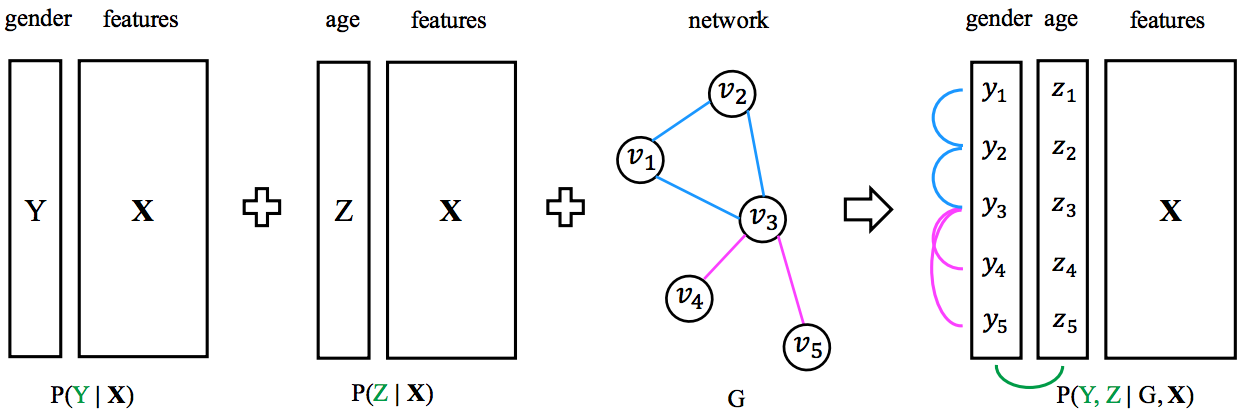 gender features
Y X
P(Y | X)
age features
Z X
P(Z | X)
network
v2
v1
v3
v4
v5
G
gender age features
y1 z1
y2 z2
y3 z3 X
y4 z4
y5 z5
P(Y, Z | G, X)